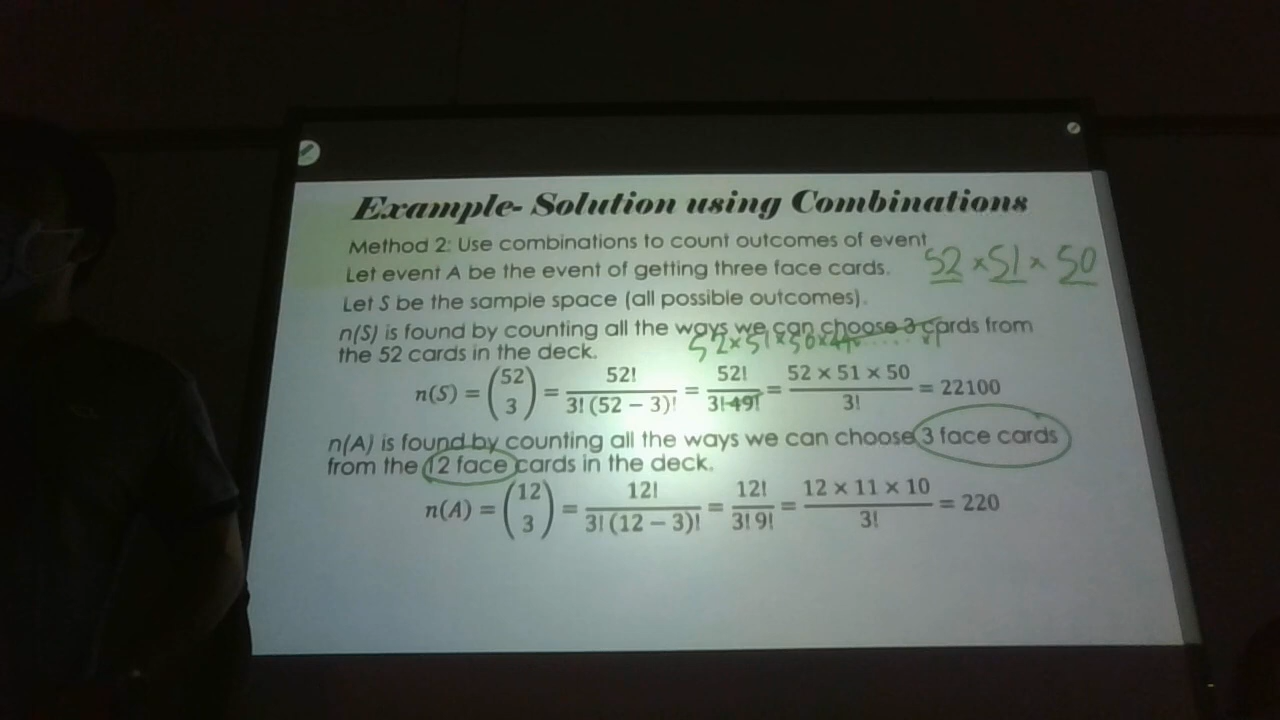 Example- Solution using Combinations
Method 2: Use combinations to count outcomes of event
Let event A be the event of getting three face cards.
52 × 51 × 50
Let S be the sample space (all possible outcomes).
n(S) is found by counting all the ways we can choose 3 cards from
the 52 cards in the deck.
52×51×50×
n(S) = (52 3) = 52! / 3! (52 − 3)! = 52! / 3! 49! = 52 × 51 × 50 / 3! = 22100
n(A) is found by counting all the ways we can choose 3 face cards
from the 12 face cards in the deck.
n(A) = (12 3) = 12! / 3! (12 − 3)! = 12! / 3! 9! = 12 × 11 × 10 / 3! = 220